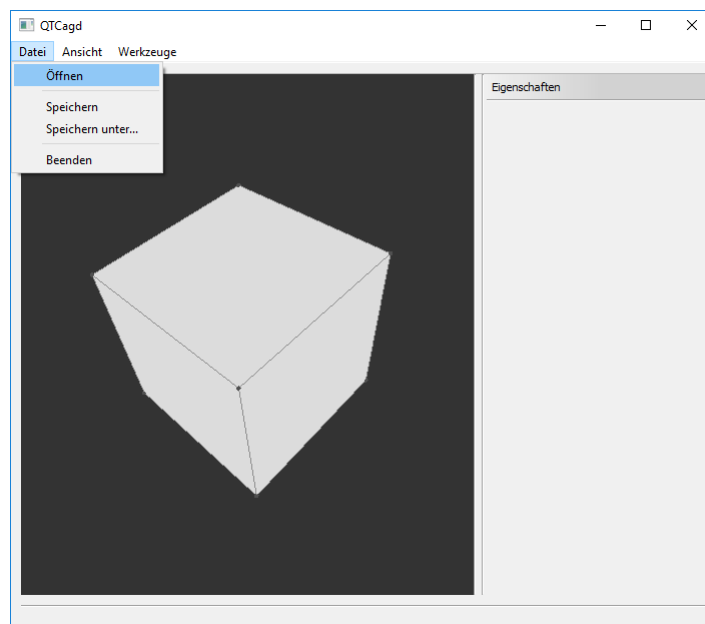 QTCagd
Datei Ansicht Werkzeuge
Öffnen
Speichern
Speichern unter...
Beenden
Eigenschaften